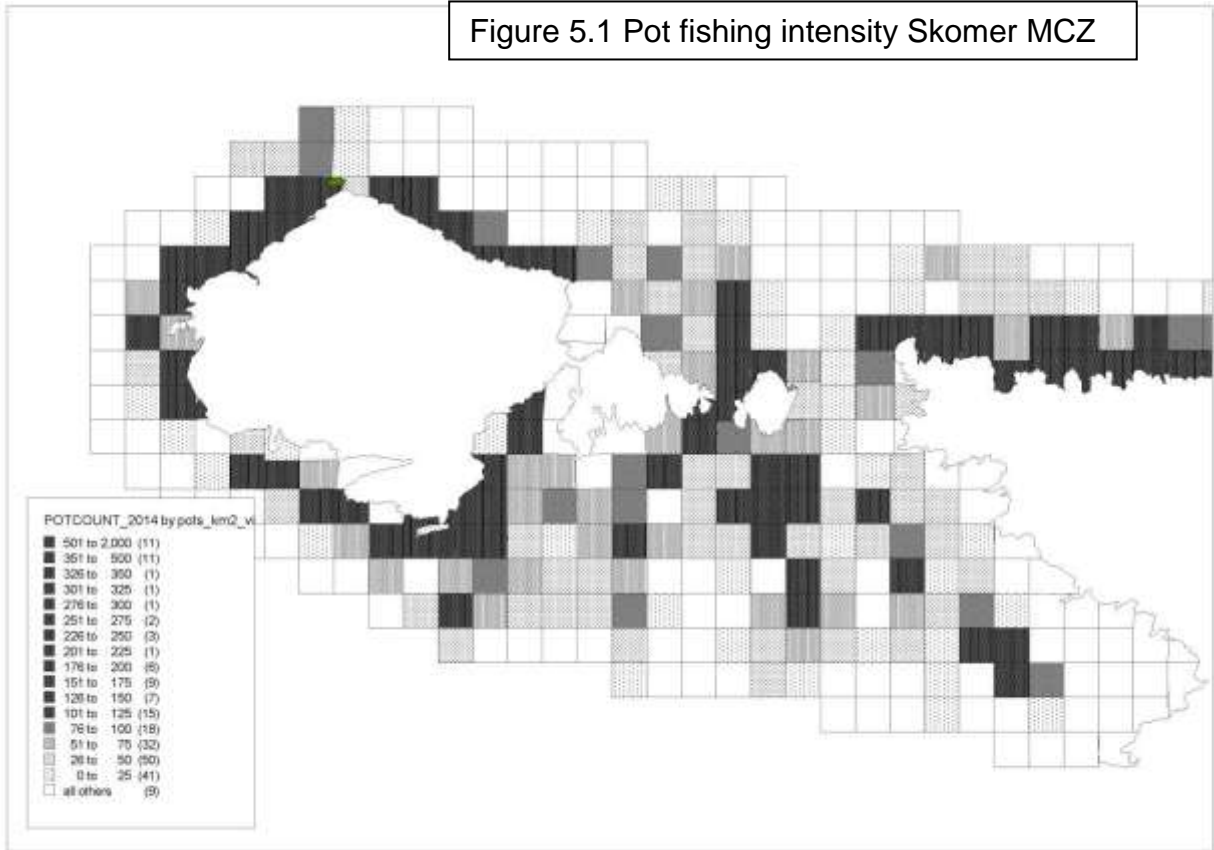 Figure 5.1 Pot fishing intensity Skomer MCZ
POTCOUNT_2014 by pots_km2_vi
501 to 2,000 (11)
351 to 500 (11)
326 to 350 (1)
301 to 325 (1)
276 to 300 (1)
251 to 275 (2)
226 to 250 (3)
201 to 225 (1)
176 to 200 (6)
151 to 175 (9)
126 to 150 (7)
101 to 125 (15)
76 to 100 (18)
51 to 75 (32)
26 to 50 (50)
0 to 25 (41)
all others (9)